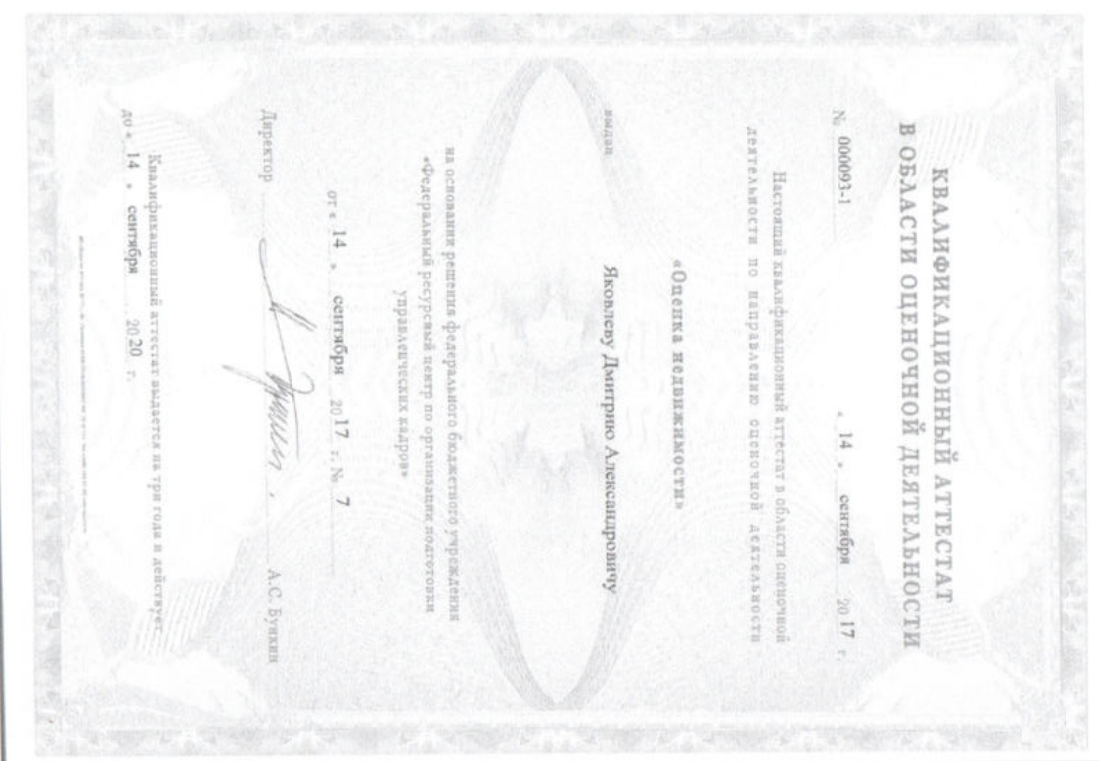 КВАЛИФИКАЦИОННЫЙ АТТЕСТАТ
В ОБЛАСТИ ОЦЕНОЧНОЙ ДЕЯТЕЛЬНОСТИ
№ 000093-1 « 14 » сентября 2017 г.
Настоящий квалификационный аттестат в области оценочной
деятельности по направлению оценочной деятельности
«Оценка недвижимости»
выдан Яковлеву Дмитрию Александровичу
на основании решения федерального бюджетного учреждения
«Федеральный ресурсный центр по организации подготовки
управленческих кадров»
от « 14 » сентября 2017 г. № 7
Директор А.С. Бункин
Квалификационный аттестат выдается на три года и действует
до « 14 » сентября 2020 г.